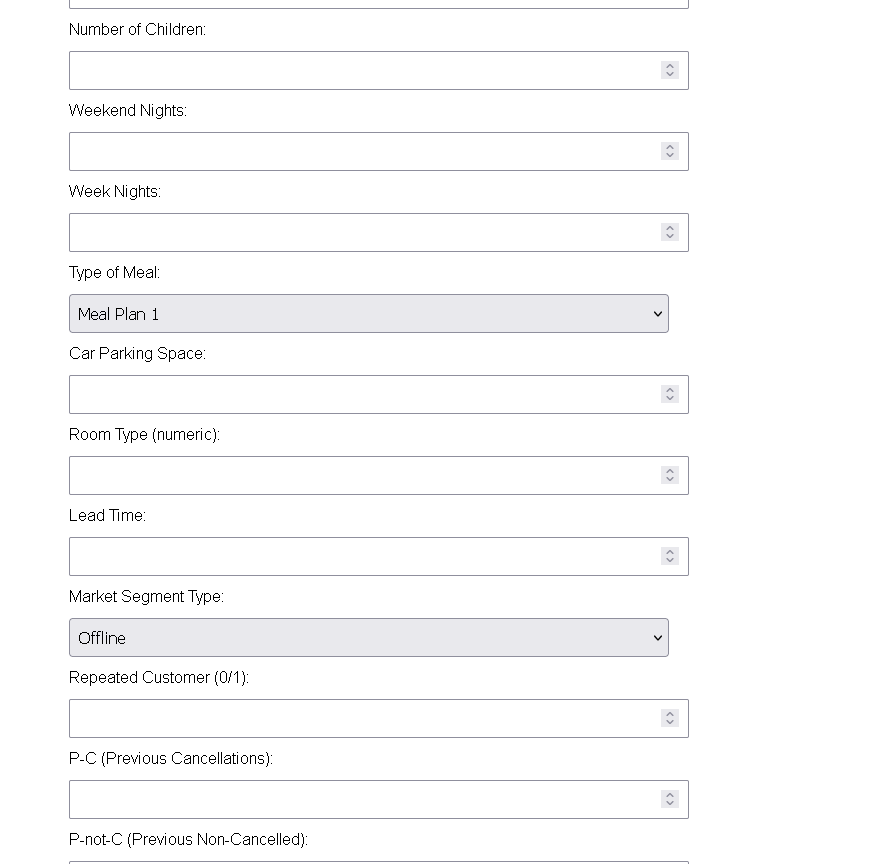 Number of Children:
Weekend Nights:
Week Nights:
Type of Meal:
Meal Plan 1
Car Parking Space:
Room Type (numeric):
Lead Time:
Market Segment Type:
Offline
Repeated Customer (0/1):
P-C (Previous Cancellations):
P-not-C (Previous Non-Cancelled):